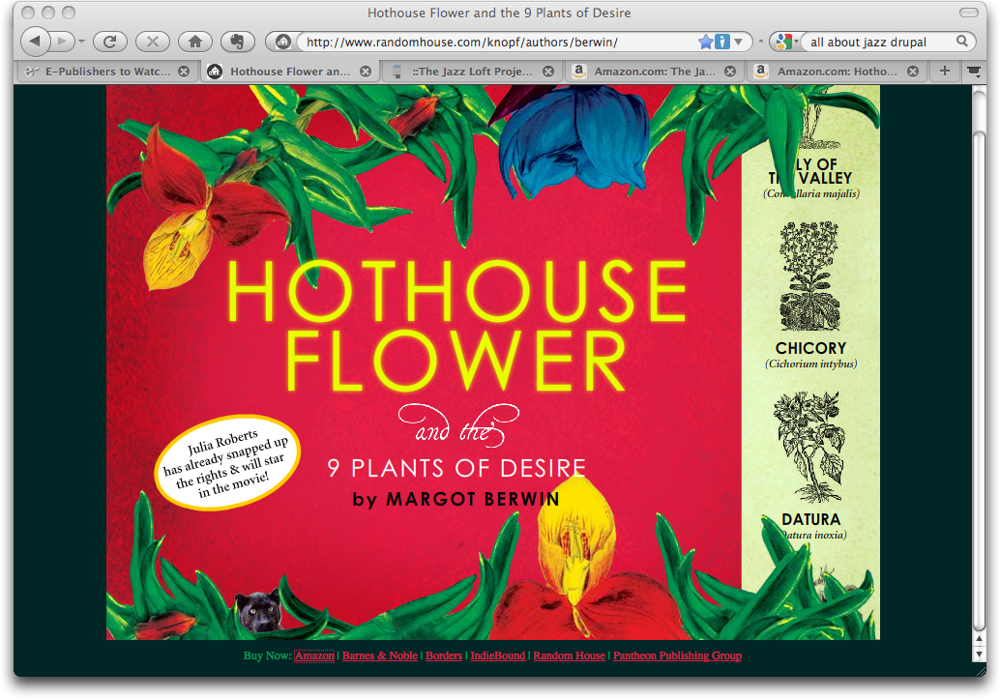 Hothouse Flower and the 9 Plants of Desire
http://www.randomhouse.com/knopf/authors/berwin/
all about jazz drupal
E-Publishers to Watc...
Hothouse Flower an...
::The Jazz Loft Proje...
Amazon.com: The Ja...
Amazon.com: Hotho...
HOTHOUSE
FLOWER
and the
9 PLANTS OF DESIRE
by MARGOT BERWIN
Julia Roberts
has already snapped up
the rights & will star
in the movie!
LY OF
VALLEY
majalis)
CHICORY
(Cichorium intybus)
DATURA
inoxia)
Buy Now: Amazon | Barnes & Noble | Borders | IndieBound | Random House | Pantheon Publishing Group